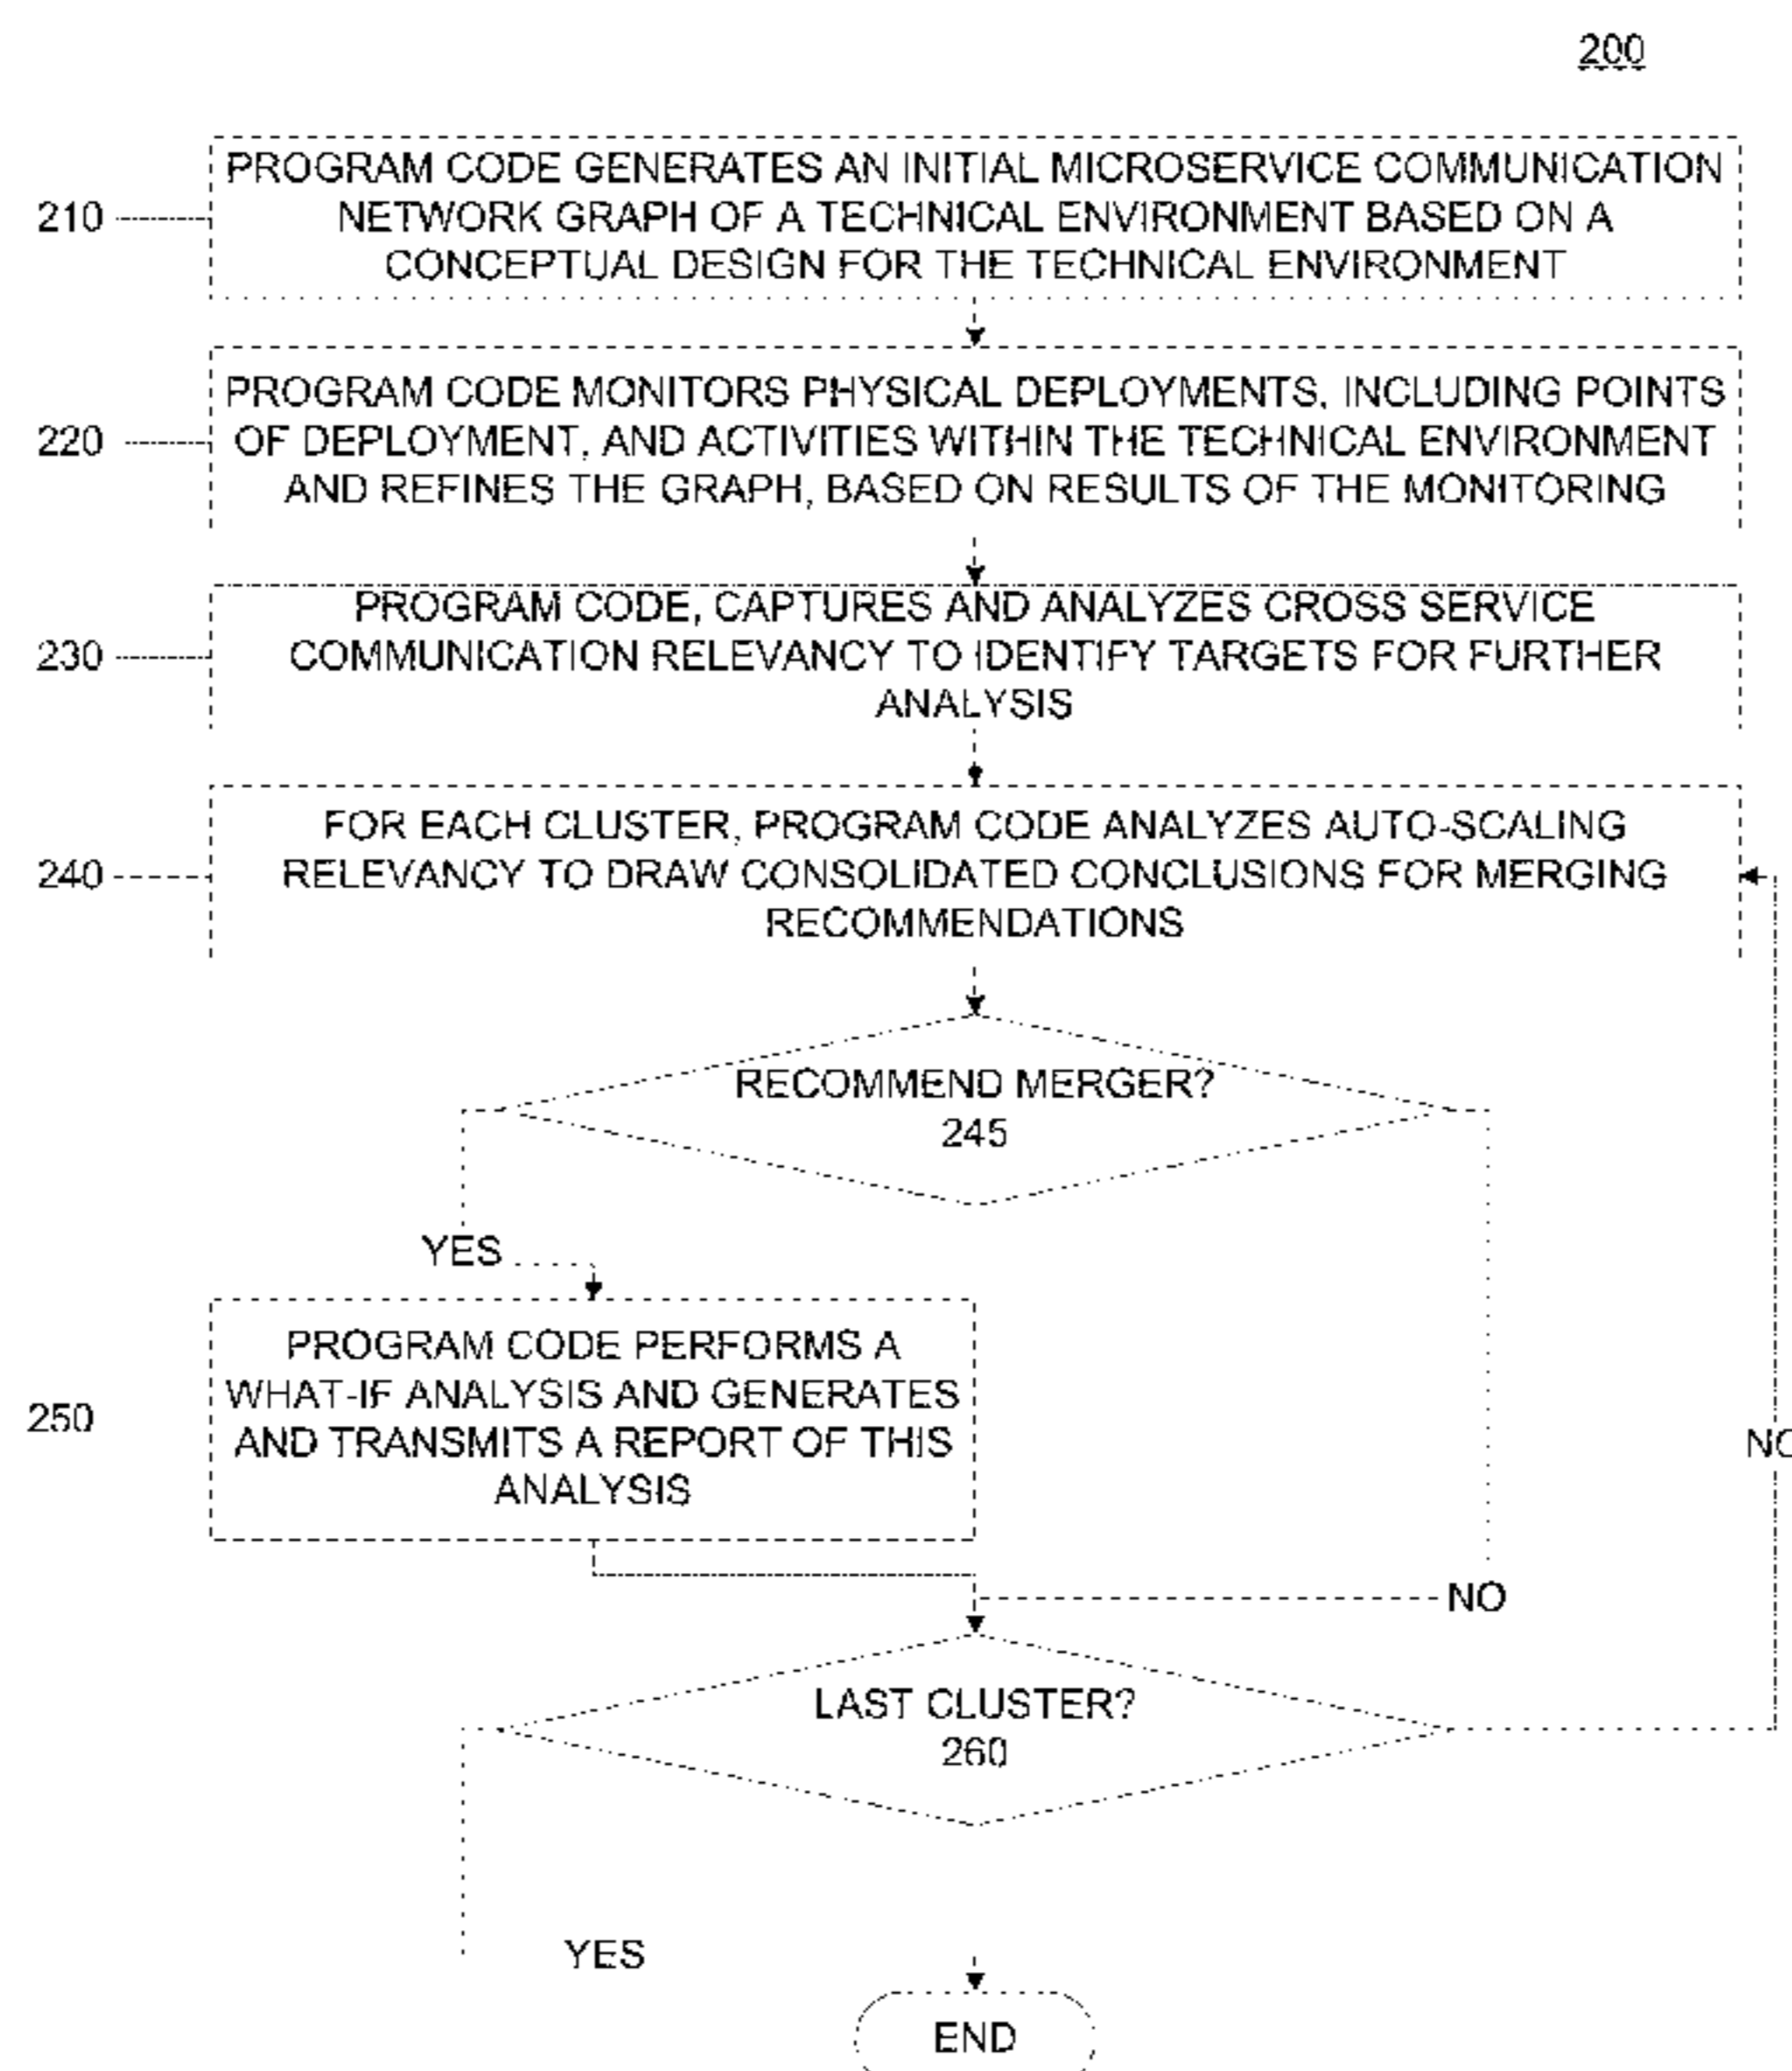 200
PROGRAM CODE GENERATES AN INITIAL MICROSERVICE COMMUNICATION
NETWORK GRAPH OF A TECHNICAL ENVIRONMENT BASED ON A
CONCEPTUAL DESIGN FOR THE TECHNICAL ENVIRONMENT
210
PROGRAM CODE MONITORS PHYSICAL DEPLOYMENTS, INCLUDING POINTS
OF DEPLOYMENT, AND ACTIVITIES WITHIN THE TECHNICAL ENVIRONMENT
AND REFINES THE GRAPH, BASED ON RESULTS OF THE MONITORING
220
PROGRAM CODE, CAPTURES AND ANALYZES CROSS SERVICE
COMMUNICATION RELEVANCY TO IDENTIFY TARGETS FOR FURTHER
ANALYSIS
230
FOR EACH CLUSTER, PROGRAM CODE ANALYZES AUTO-SCALING
RELEVANCY TO DRAW CONSOLIDATED CONCLUSIONS FOR MERGING
RECOMMENDATIONS
240
RECOMMEND MERGER?
245
YES
PROGRAM CODE PERFORMS A
WHAT-IF ANALYSIS AND GENERATES
AND TRANSMITS A REPORT OF THIS
ANALYSIS
250
NO
NO
LAST CLUSTER?
260
YES
END